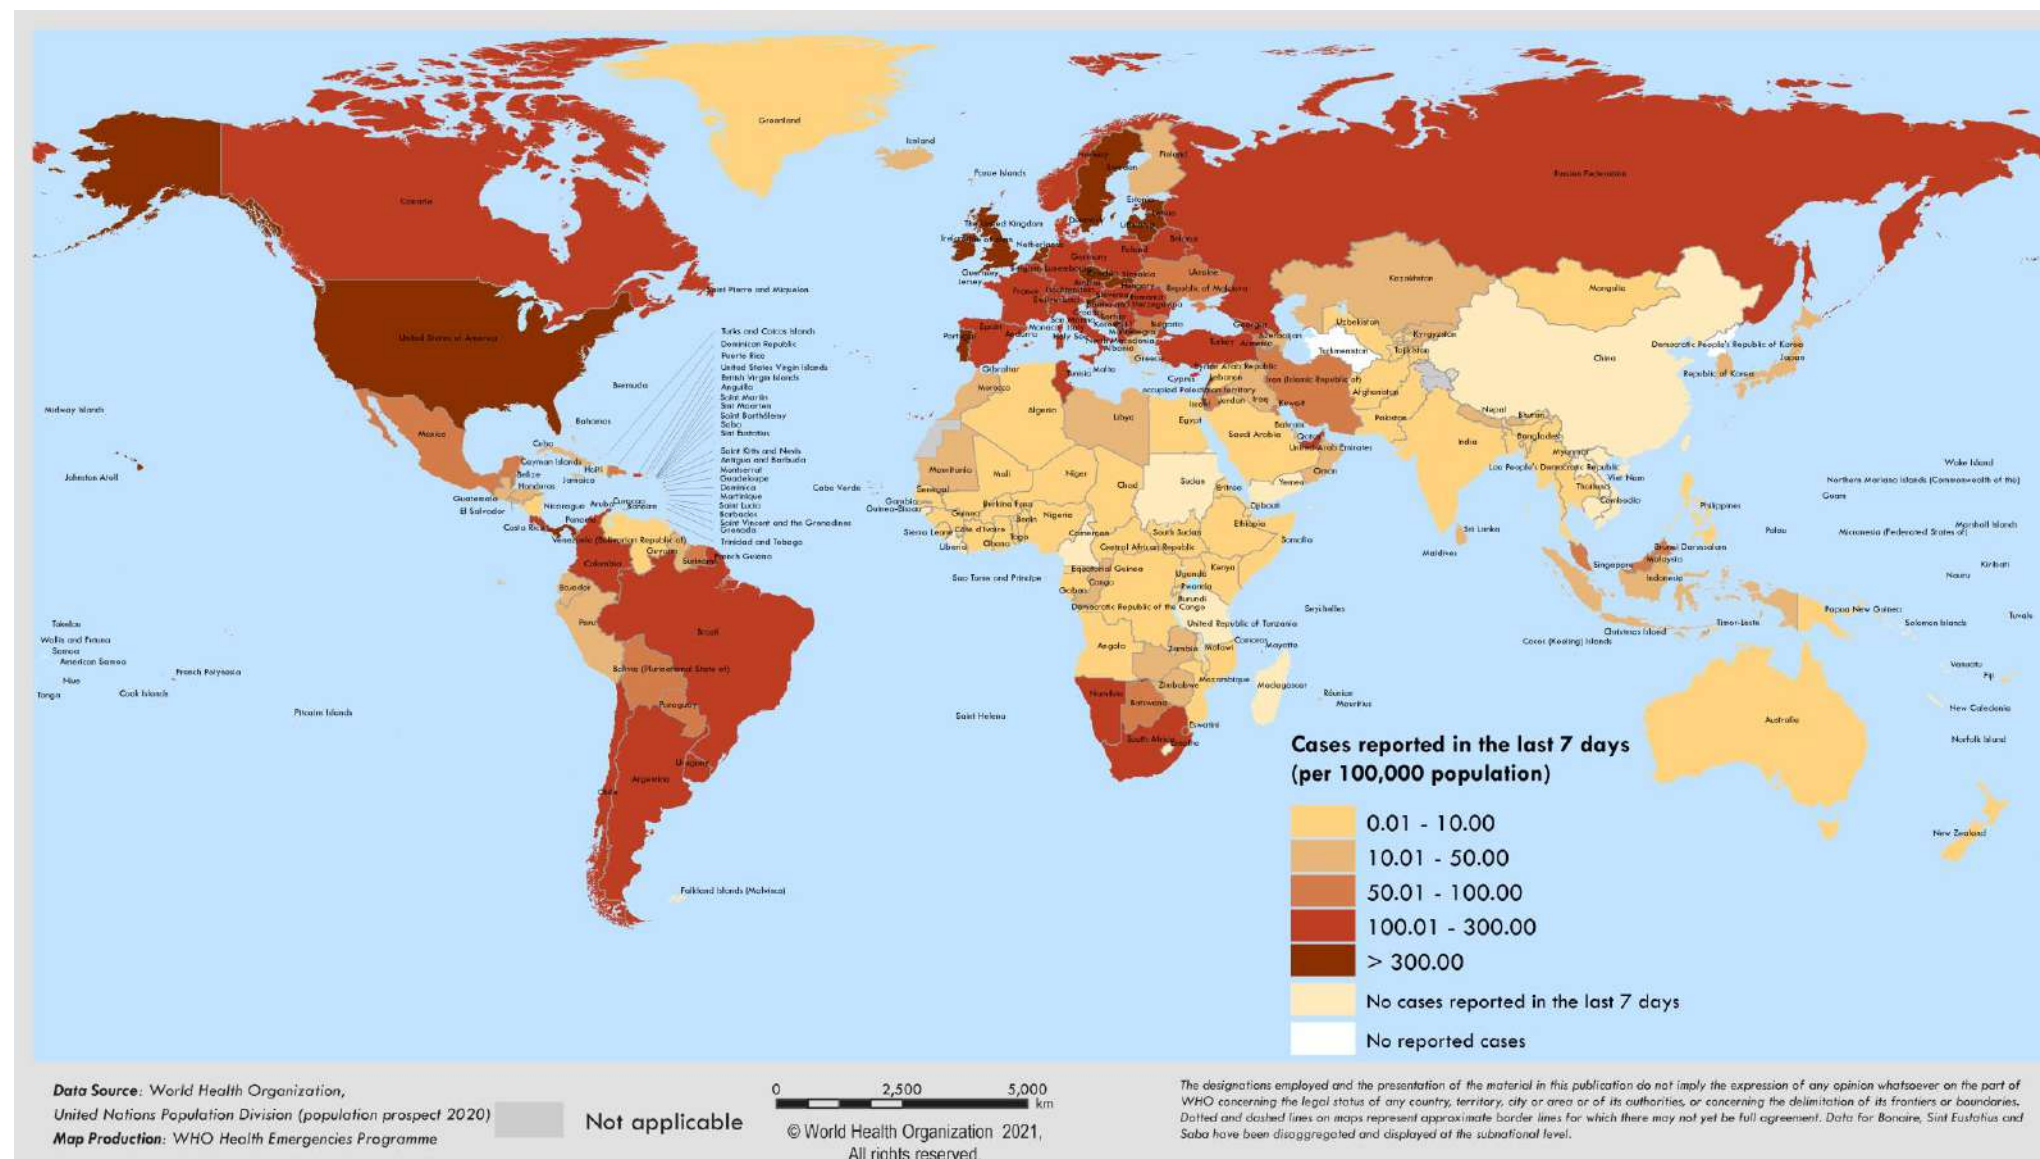 Greenland
Iceland
Faroe Islands
Finland
Russian Federation
Canada
The United Kingdom
Netherlands
Germany
Poland
Belarus
Ukraine
Kazakhstan
Mongolia
Guernsey
Jersey
France
Hungary
Republic of Moldova
Saint Pierre and Miquelon
United States of America
Turks and Caicos Islands
Dominican Republic
Puerto Rico
United States Virgin Islands
British Virgin Islands
Anguilla
Saint Martin
Sint Maarten
Saint Barthélemy
Saba
Sint Eustatius
Saint Kitts and Nevis
Antigua and Barbuda
Montserrat
Guadeloupe
Dominica
Martinique
Saint Lucia
Barbados
Saint Vincent and the Grenadines
Grenada
Trinidad and Tobago
Bermuda
Bahamas
Midway Islands
Johnston Atoll
Mexico
Cuba
Cayman Islands
Haiti
Belize
Jamaica
Honduras
Guatemala
El Salvador
Nicaragua
Aruba
Curacao
Bonaire
Costa Rica
Panama
Venezuela (Bolivarian Republic of)
Guyana
Suriname
French Guiana
Colombia
Ecuador
Peru
Brazil
Bolivia (Plurinational State of)
Paraguay
Uruguay
Argentina
Chile
Falkland Islands (Malvinas)
Tokelau
Wallis and Futuna
Samoa
American Samoa
Niue
Tonga
Cook Islands
French Polynesia
Pitcairn Islands
Portugal
Spain
Andorra
Monaco
Italy
Bulgaria
North Macedonia
Albania
Greece
Georgia
Azerbaijan
Armenia
Turkey
Gibraltar
Tunisia
Malta
Cyprus
Lebanon
Syrian Arab Republic
occupied Palestinian territory
Israel
Jordan
Iraq
Kuwait
Iran (Islamic Republic of)
Uzbekistan
Kyrgyzstan
Turkmenistan
Tajikistan
Afghanistan
China
Democratic People's Republic of Korea
Republic of Korea
Japan
Morocco
Algeria
Libya
Egypt
Saudi Arabia
Bahrain
Qatar
United Arab Emirates
Oman
Yemen
Pakistan
India
Nepal
Bhutan
Bangladesh
Myanmar
Lao People's Democratic Republic
Viet Nam
Thailand
Cambodia
Philippines
Sri Lanka
Maldives
Brunei Darussalam
Malaysia
Singapore
Indonesia
Cabo Verde
Mauritania
Mali
Niger
Chad
Sudan
Eritrea
Djibouti
Senegal
Gambia
Guinea-Bissau
Guinea
Burkina Faso
Benin
Nigeria
Sierra Leone
Côte d'Ivoire
Liberia
Ghana
Togo
Cameroon
Central African Republic
South Sudan
Ethiopia
Somalia
Sao Tome and Principe
Equatorial Guinea
Gabon
Congo
Uganda
Kenya
Rwanda
Burundi
Democratic Republic of the Congo
United Republic of Tanzania
Seychelles
Comoros
Mayotte
Angola
Zambia
Malawi
Mozambique
Zimbabwe
Madagascar
Namibia
Botswana
Réunion
Mauritius
Saint Helena
Eswatini
South Africa
Wake Island
Northern Mariana Islands (Commonwealth of the)
Guam
Palau
Micronesia (Federated States of)
Marshall Islands
Kiribati
Nauru
Papua New Guinea
Solomon Islands
Tuvalu
Timor-Leste
Christmas Island
Cocos (Keeling) Islands
Vanuatu
Fiji
New Caledonia
Norfolk Island
Australia
New Zealand
Cases reported in the last 7 days
(per 100,000 population)
0.01 - 10.00
10.01 - 50.00
50.01 - 100.00
100.01 - 300.00
> 300.00
No cases reported in the last 7 days
No reported cases
Data Source: World Health Organization,
United Nations Population Division (population prospect 2020)
Map Production: WHO Health Emergencies Programme
Not applicable
0 2,500 5,000
km
© World Health Organization 2021,
All rights reserved.
The designations employed and the presentation of the material in this publication do not imply the expression of any opinion whatsoever on the part of
WHO concerning the legal status of any country, territory, city or area or of its authorities, or concerning the delimitation of its frontiers or boundaries.
Dotted and dashed lines on maps represent approximate border lines for which there may not yet be full agreement. Data for Bonaire, Sint Eustatius and
Saba have been disaggregated and displayed at the subnational level.